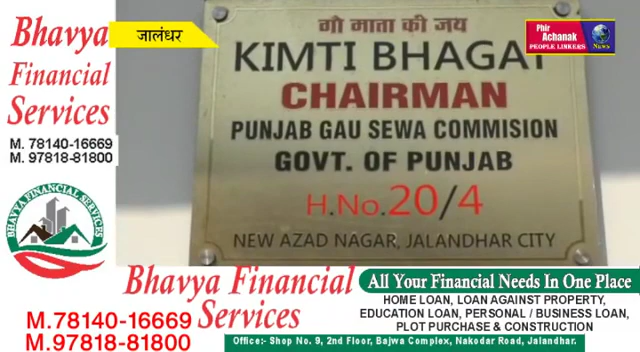 Bhavya
Financial
Services
M. 78140-16669
M. 97818-81800
BHAVYA FINANCIAL SERVICES
जालंधर
Phir
Achanak
PEOPLE LINKERS
News
गौ माता की जय
KIMTI BHAGAT
CHAIRMAN
PUNJAB GAU SEWA COMMISION
GOVT. OF PUNJAB
H.No.20/4
NEW AZAD NAGAR, JALANDHAR CITY
Bhavya Financial
Services
M.78140-16669
M.97818-81800
All Your Financial Needs In One Place
HOME LOAN, LOAN AGAINST PROPERTY,
EDUCATION LOAN, PERSONAL / BUSINESS LOAN,
PLOT PURCHASE & CONSTRUCTION
Office:- Shop No. 9, 2nd Floor, Bajwa Complex, Nakodar Road, Jalandhar.